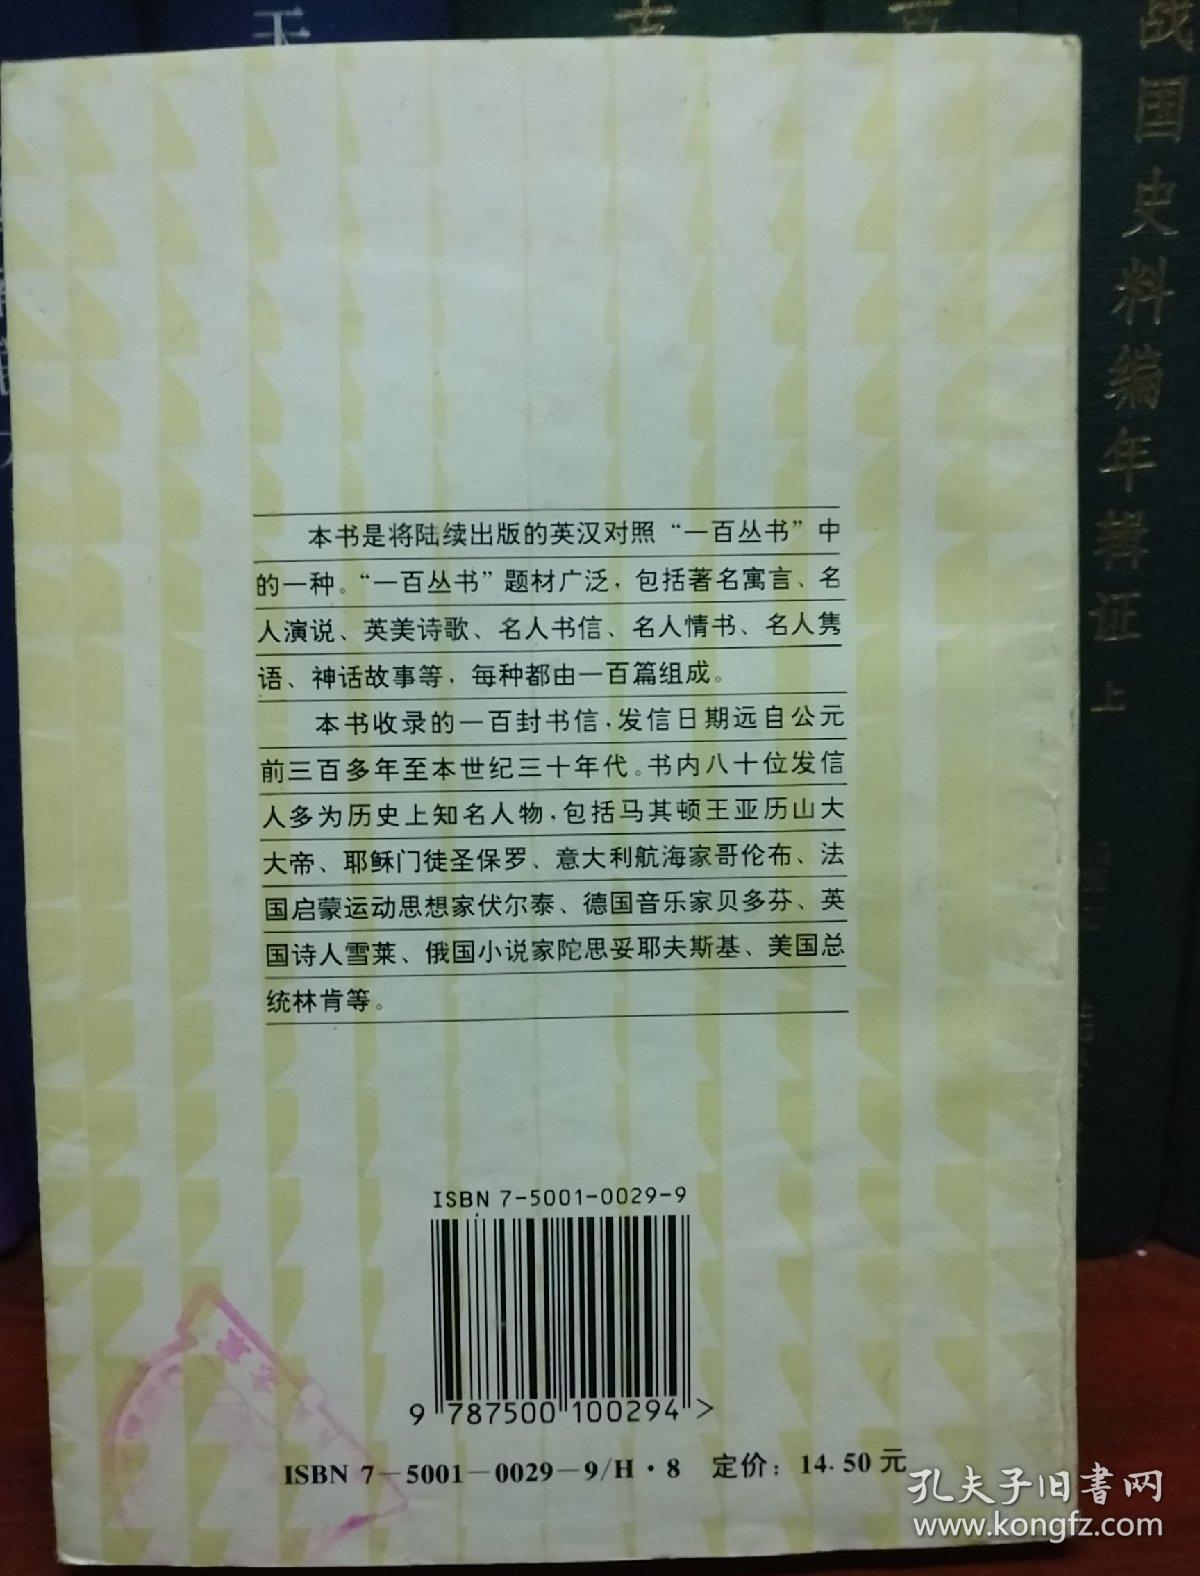 战国史料编年辑证 上
本书是将陆续出版的英汉对照“一百丛书”中
的一种。“一百丛书”题材广泛，包括著名寓言、名
人演说、英美诗歌、名人书信、名人情书、名人隽
语、神话故事等，每种都由一百篇组成。
本书收录的一百封书信，发信日期远自公元
前三百多年至本世纪三十年代。书内八十位发信
人多为历史上知名人物，包括马其顿王亚历山大
大帝、耶稣门徒圣保罗、意大利航海家哥伦布、法
国启蒙运动思想家伏尔泰、德国音乐家贝多芬、英
国诗人雪莱、俄国小说家陀思妥耶夫斯基、美国总
统林肯等。
ISBN 7-5001-0029-9
9 787500 100294 >
ISBN 7-5001-0029-9/H·8 定价：14.50元
孔夫子旧书网
www.kongfz.com